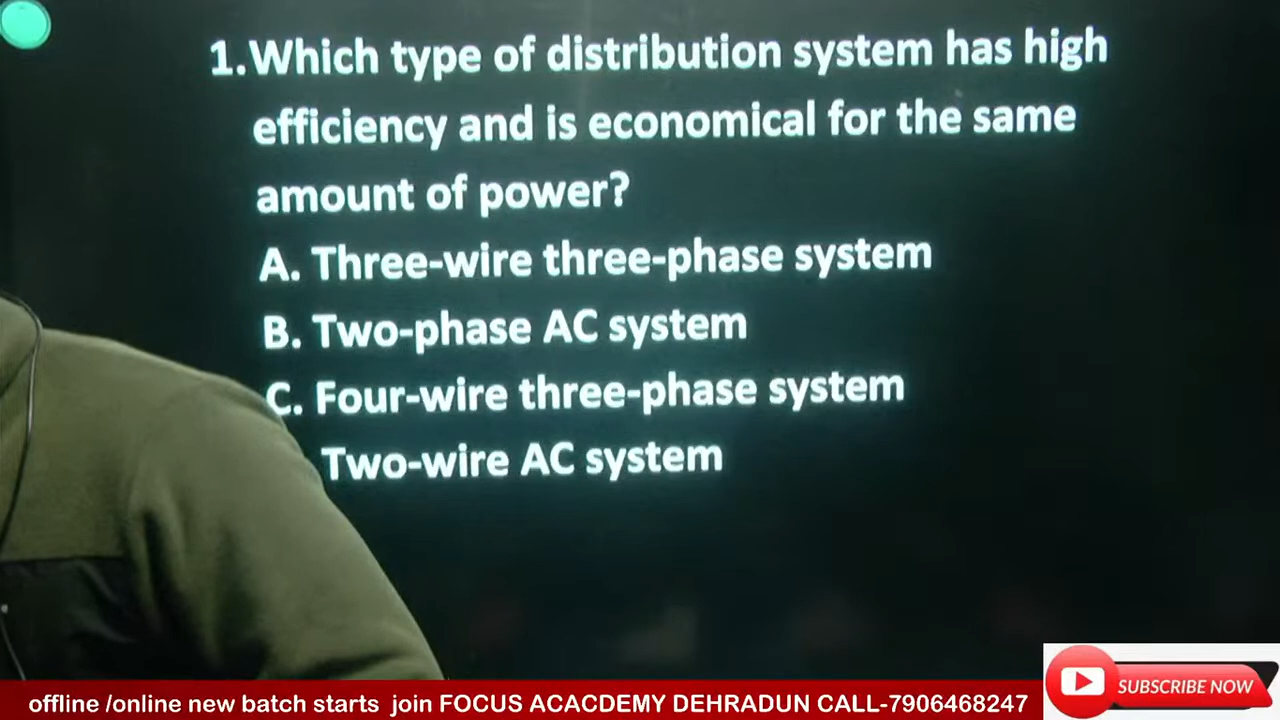 1.Which type of distribution system has high
efficiency and is economical for the same
amount of power?
A. Three-wire three-phase system
B. Two-phase AC system
C. Four-wire three-phase system
Two-wire AC system
offline /online new batch starts join FOCUS ACACDEMY DEHRADUN CALL-7906468247
SUBSCRIBE NOW